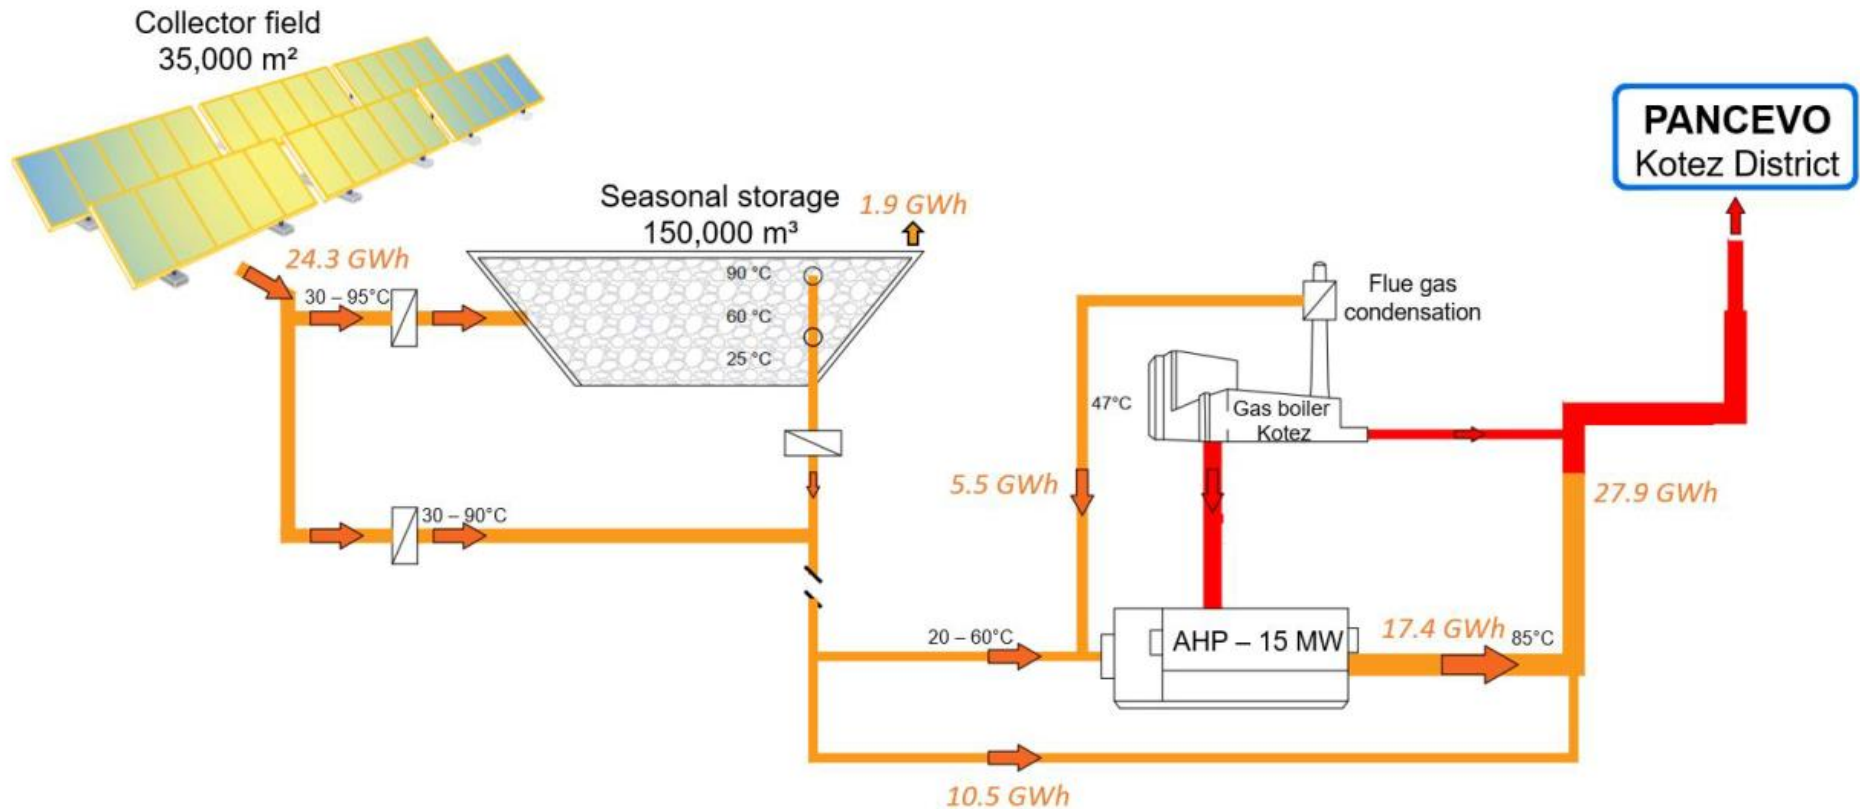 Collector field
35,000 m²
PANCEVO
Kotez District
Seasonal storage
150,000 m³
1.9 GWh
24.3 GWh
30 – 95°C
90 °C
60 °C
25 °C
Flue gas
condensation
47°C
Gas boiler
Kotez
5.5 GWh
27.9 GWh
30 – 90°C
20 – 60°C
AHP – 15 MW
17.4 GWh
85°C
10.5 GWh